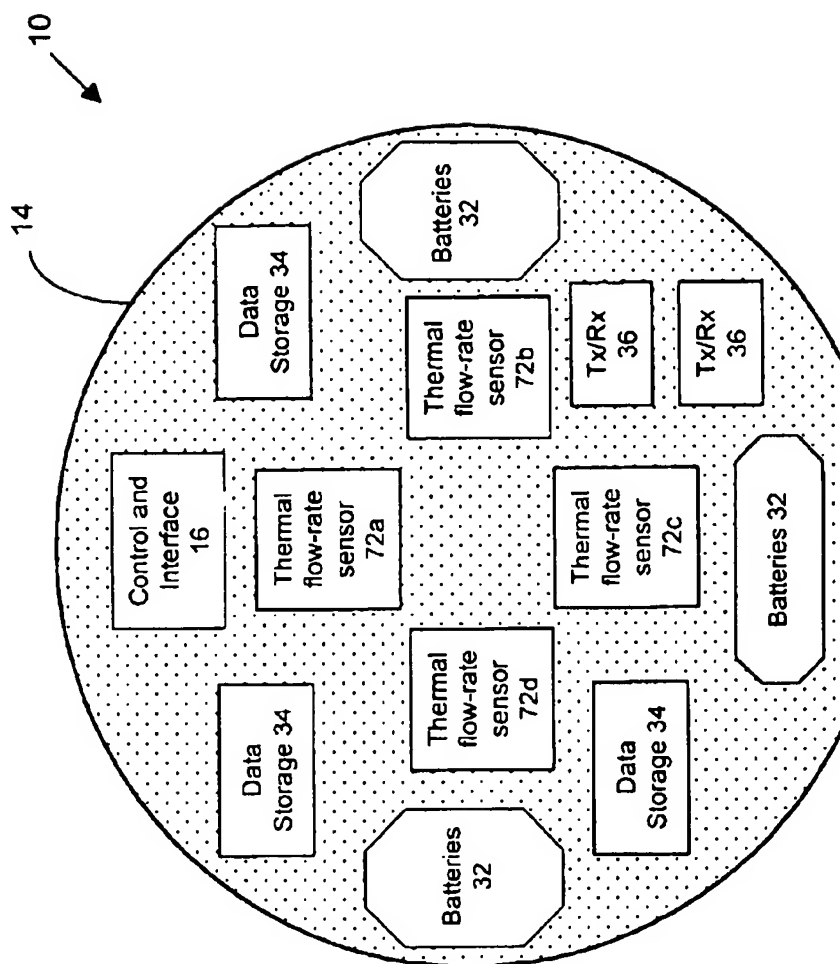 10
14
Control and
Interface
16
Data
Storage 34
Thermal
flow-rate
sensor
72a
Data
Storage 34
Batteries
32
Thermal
flow-rate
sensor
72d
Thermal
flow-rate
sensor
72b
Batteries
32
Data
Storage 34
Thermal
flow-rate
sensor
72c
Tx/Rx
36
Tx/Rx
36
Batteries 32